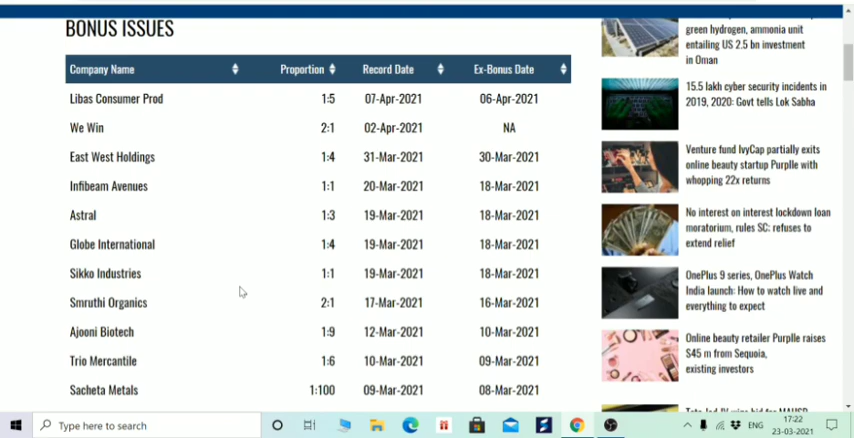 BONUS ISSUES
Company Name Proportion Record Date Ex-Bonus Date
Libas Consumer Prod 1:5 07-Apr-2021 06-Apr-2021
We Win 2:1 02-Apr-2021 NA
East West Holdings 1:4 31-Mar-2021 30-Mar-2021
Infibeam Avenues 1:1 20-Mar-2021 18-Mar-2021
Astral 1:3 19-Mar-2021 18-Mar-2021
Globe International 1:4 19-Mar-2021 18-Mar-2021
Sikko Industries 1:1 19-Mar-2021 18-Mar-2021
Smruthi Organics 2:1 17-Mar-2021 16-Mar-2021
Ajooni Biotech 1:9 12-Mar-2021 10-Mar-2021
Trio Mercantile 1:6 10-Mar-2021 09-Mar-2021
Sacheta Metals 1:100 09-Mar-2021 08-Mar-2021
green hydrogen, ammonia unit
entailing US 2.5 bn investment
in Oman
15.5 lakh cyber security incidents in
2019, 2020: Govt tells Lok Sabha
Venture fund IvyCap partially exits
online beauty startup Purplle with
whopping 22x returns
No interest on interest lockdown loan
moratorium, rules SC: refuses to
extend relief
OnePlus 9 series, OnePlus Watch
India launch: How to watch live and
everything to expect
Online beauty retailer Purplle raises
$45 m from Sequoia,
existing investors
Type here to search
ENG
17:22
23-03-2021